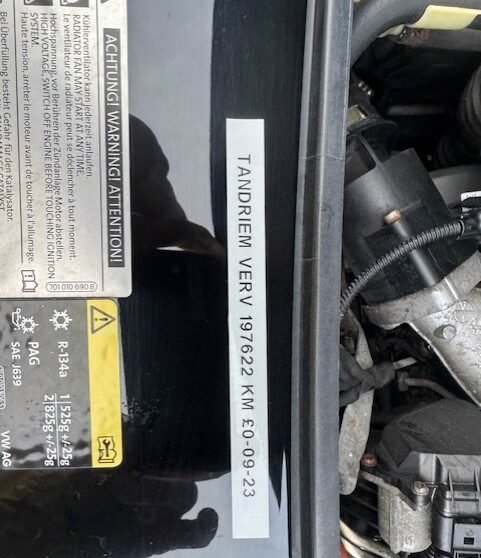 ACHTUNG! WARNING! ATTENTION!
Kühlerventilator kann jederzeit anlaufen.
RADIATOR FAN MAY START AT ANY TIME.
Le ventilateur de radiateur peut se déclencher à tout moment.
Hochspannung, vor Berühren der Zündanlage Motor abstellen.
HIGH VOLTAGE, SWITCH OFF ENGINE BEFORE TOUCHING IGNITION
SYSTEM.
Haute tension, arrêter le moteur avant de toucher à l'allumage.
Bei Überfüllung besteht Gefahr für den Katalysator.
701 010 690 B
R-134a
1 525g +/-25g
2 825g +/-25g
PAG
SAE J639
VW AG
TANDRIEM VERV 197622 KM £0-09-23